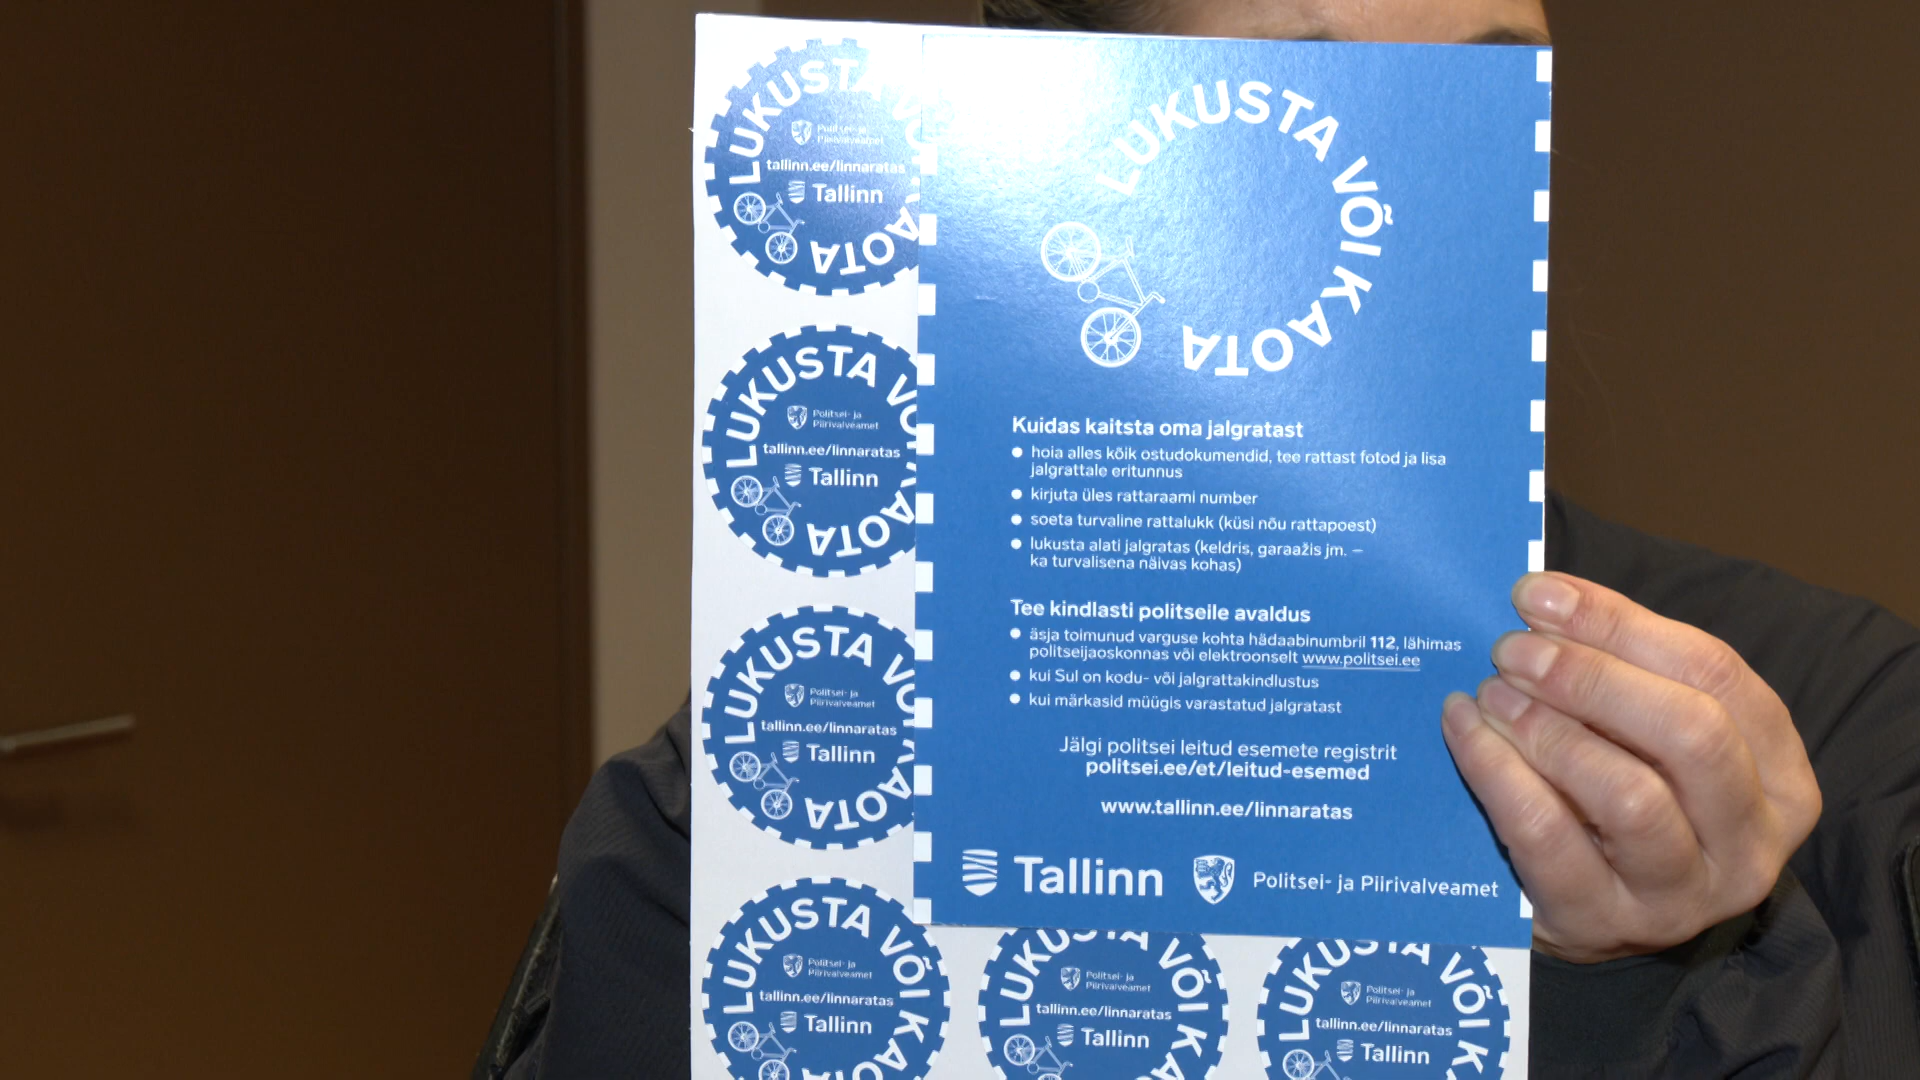 LUKUSTA VÕI KAOTA
Kuidas kaitsta oma jalgratast
hoia alles kõik ostudokumendid, tee rattast fotod ja lisa
jalgrattale eritunnus
kirjuta üles rattaraami number
soeta turvaline rattalukk (küsi nõu rattapoest)
lukusta alati jalgratas (keldris, garaažis jm. –
ka turvalisena näivas kohas)
Tee kindlasti politseile avaldus
äsja toimunud varguse kohta hädaabinumbril 112, lähimas
politseijaoskonnas või elektroonselt www.politsei.ee
kui Sul on kodu- või jalgrattakindlustus
kui märkasid müügis varastatud jalgratast
Jälgi politsei leitud esemete registrit
politsei.ee/et/leitud-esemed
www.tallinn.ee/linnaratas
Tallinn Politsei- ja Piirivalveamet
LUKUSTA VÕ KAOTA
Politsei- ja
Piirivalveamet
tallinn.ee/linnaratas
Tallinn
LUKUSTA VÕ KAOTA
Politsei- ja
Piirivalveamet
tallinn.ee/linnaratas
Tallinn
LUKUSTA VÕ KAOTA
Politsei- ja
Piirivalveamet
tallinn.ee/linnaratas
Tallinn
LUKUSTA VÕI KA
Politsei- ja
Piirivalveamet
tallinn.ee/linnaratas
Tallinn
LUKUSTA VÕI KA
Politsei- ja
Piirivalveamet
tallinn.ee/linnaratas
Tallinn
LUKUSTA VÕI K
Politsei- ja
Piirivalveamet
tallinn.ee/linnaratas
Tallinn